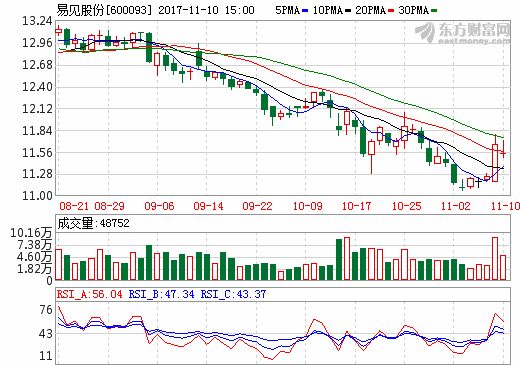 易见股份[600093] 2017-11-10 15:00 5PMA 10PMA 20PMA 30PMA
东方财富网
eastmoney.com
13.24
12.96
12.68
12.40
12.12
11.84
11.56
11.28
11.00
08-21 08-29 09-06 09-14 09-22 10-09 10-17 10-25 11-02 11-10
成交量:48752
10.16万
7.38万
4.60万
1.82万
0
RSI_A:56.04 RSI_B:47.34 RSI_C:43.37
76
43
11